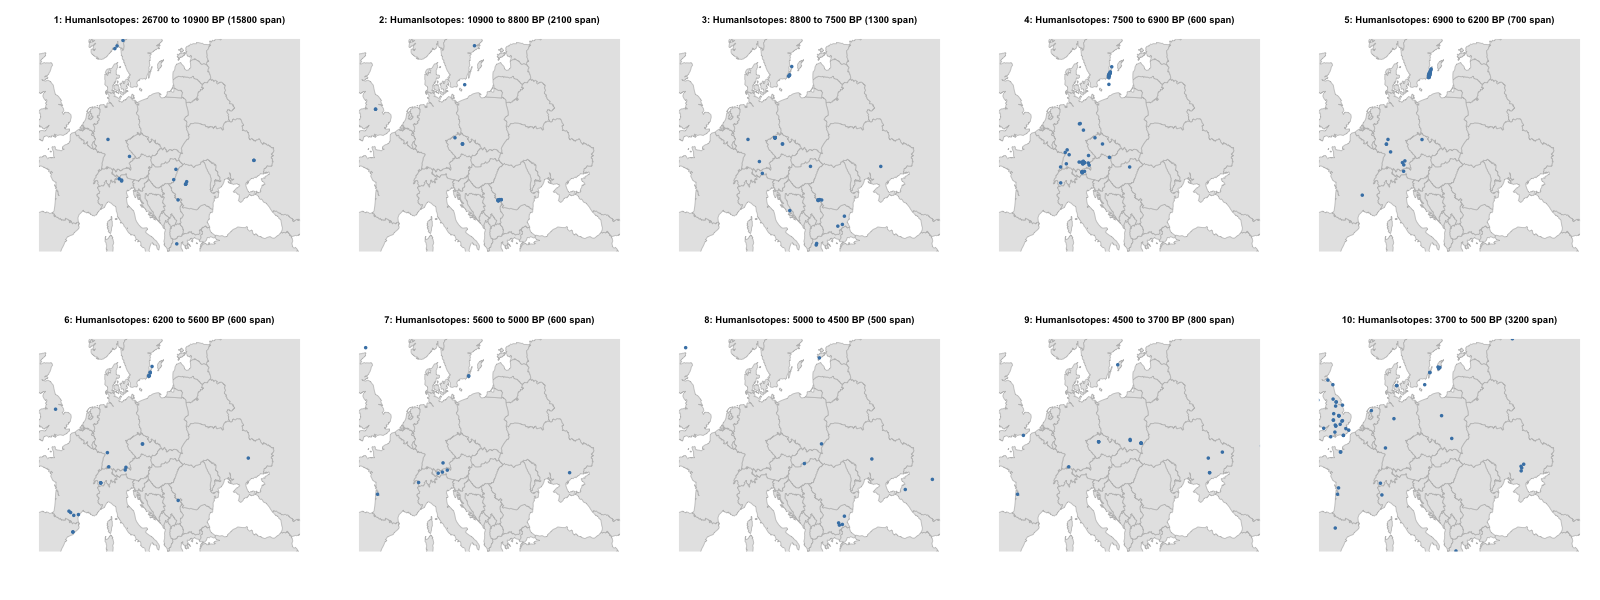 1: HumanIsotopes: 26700 to 10900 BP (15800 span)
2: HumanIsotopes: 10900 to 8800 BP (2100 span)
3: HumanIsotopes: 8800 to 7500 BP (1300 span)
4: HumanIsotopes: 7500 to 6900 BP (600 span)
5: HumanIsotopes: 6900 to 6200 BP (700 span)
6: HumanIsotopes: 6200 to 5600 BP (600 span)
7: HumanIsotopes: 5600 to 5000 BP (600 span)
8: HumanIsotopes: 5000 to 4500 BP (500 span)
9: HumanIsotopes: 4500 to 3700 BP (800 span)
10: HumanIsotopes: 3700 to 500 BP (3200 span)